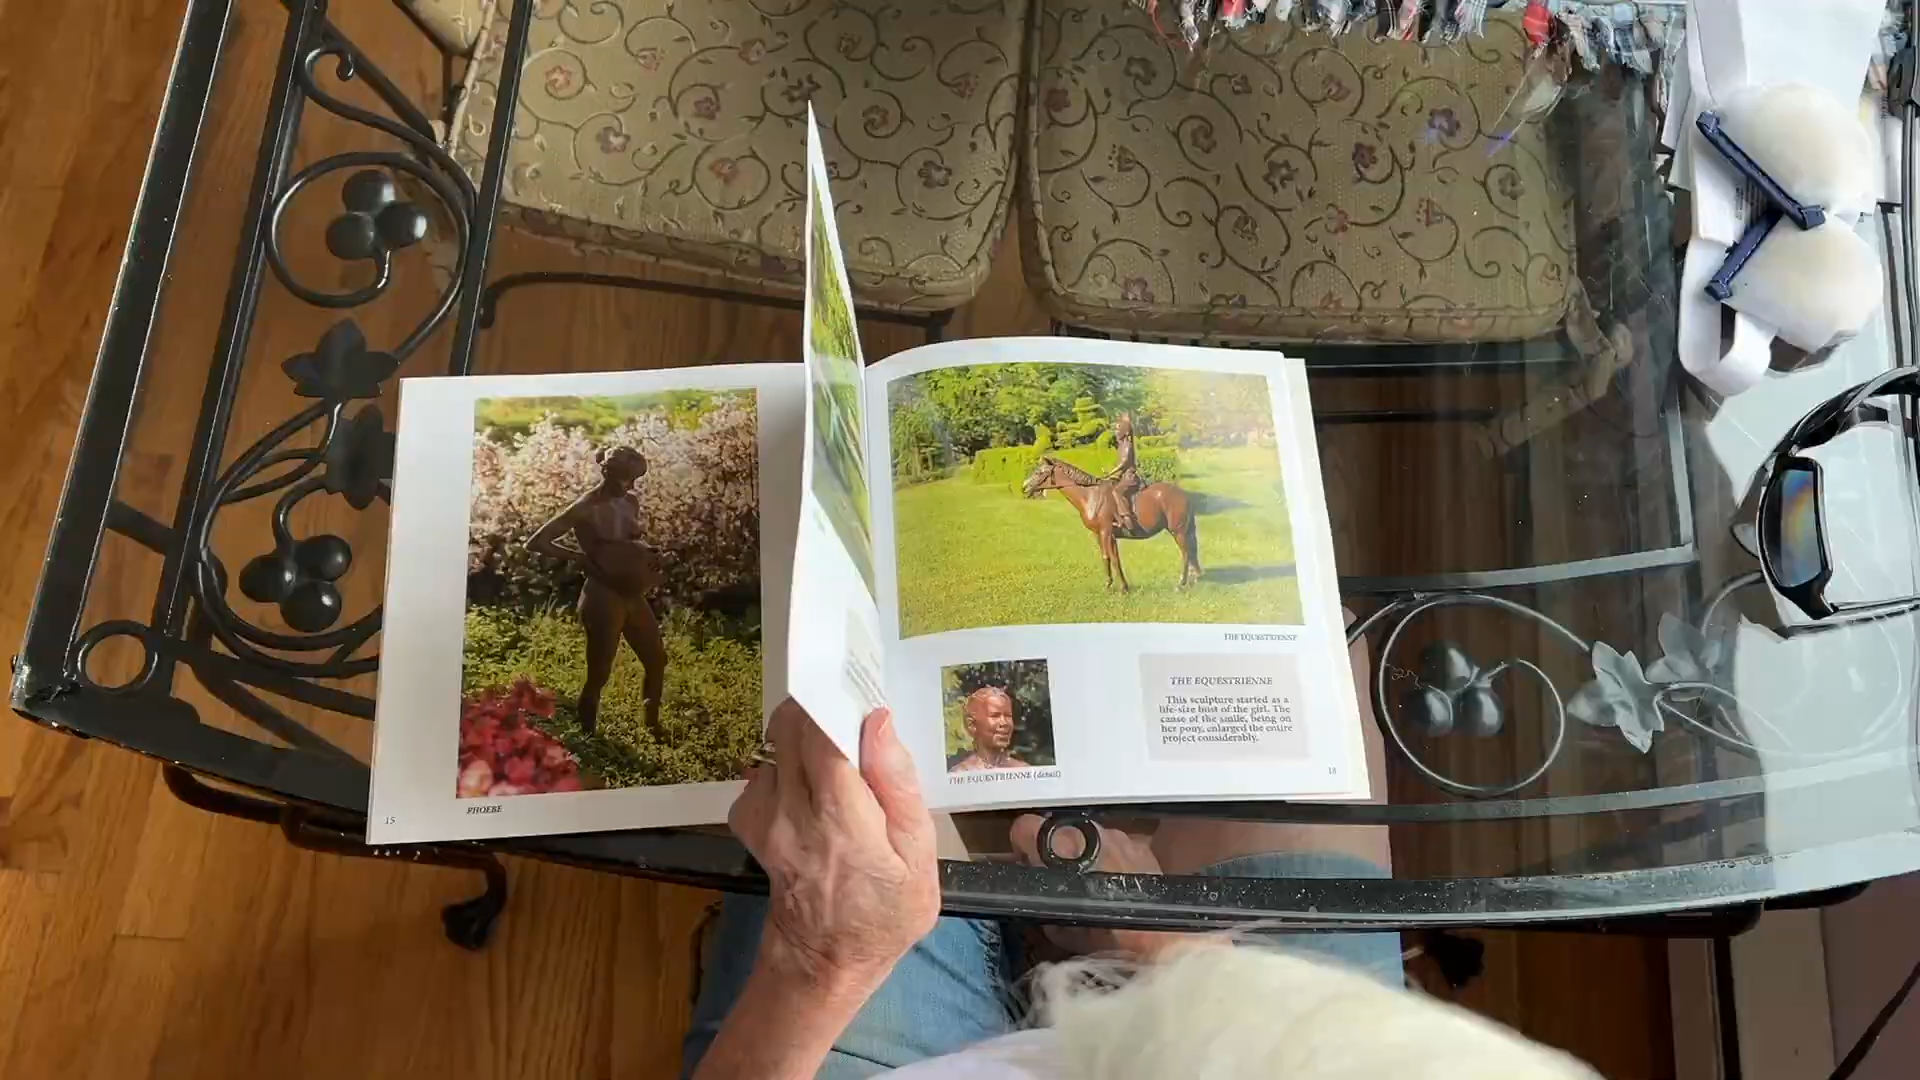 PHOEBE
15
THE EQUESTRIENNE
THE EQUESTRIENNE (detail)
THE EQUESTRIENNE
This sculpture started as a
life-size bust of the girl. The
cause of the smile, being on
her pony, enlarged the entire
project considerably.
18